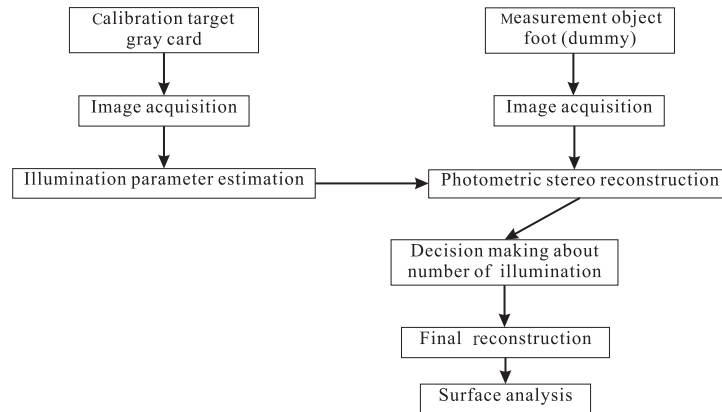 Calibration target
gray card
Measurement object
foot (dummy)
Image acquisition
Image acquisition
Illumination parameter estimation
Photometric stereo reconstruction
Decision making about
number of illumination
Final reconstruction
Surface analysis